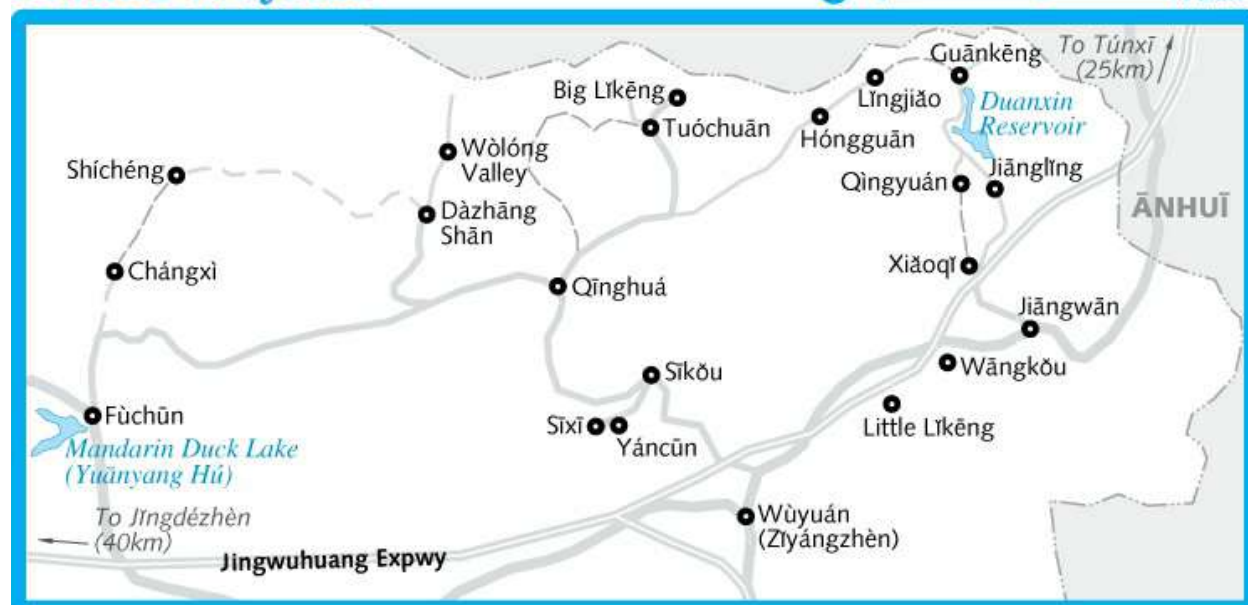 To Túnxī
(25km)
Guānkēng
Big Lǐkēng
Lǐngjiǎo
Duanxin
Reservoir
Tuóchuān
Hóngguān
Wòlóng
Valley
Shíchéng
Qìngyuán
Jiānglǐng
Dàzhāng
Shān
ĀNHUĪ
Chángxì
Xiǎoqǐ
Qīnghuá
Jiāngwān
Wāngkǒu
Sīkǒu
Fùchūn
Sīxī
Yáncūn
Little Lǐkēng
Mandarin Duck Lake
(Yuānyang Hú)
To Jǐngdézhèn
(40km)
Wùyuán
(Zǐyángzhèn)
Jingwuhuang Expwy